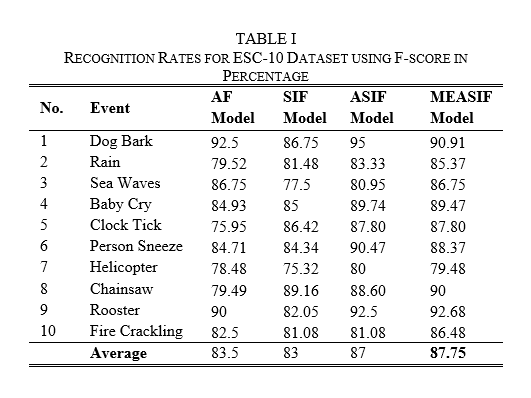 TABLE I
RECOGNITION RATES FOR ESC-10 DATASET USING F-SCORE IN
PERCENTAGE
No. Event AF Model SIF Model ASIF Model MEASIF Model
1 Dog Bark 92.5 86.75 95 90.91
2 Rain 79.52 81.48 83.33 85.37
3 Sea Waves 86.75 77.5 80.95 86.75
4 Baby Cry 84.93 85 89.74 89.47
5 Clock Tick 75.95 86.42 87.80 87.80
6 Person Sneeze 84.71 84.34 90.47 88.37
7 Helicopter 78.48 75.32 80 79.48
8 Chainsaw 79.49 89.16 88.60 90
9 Rooster 90 82.05 92.5 92.68
10 Fire Crackling 82.5 81.08 81.08 86.48
Average 83.5 83 87 87.75